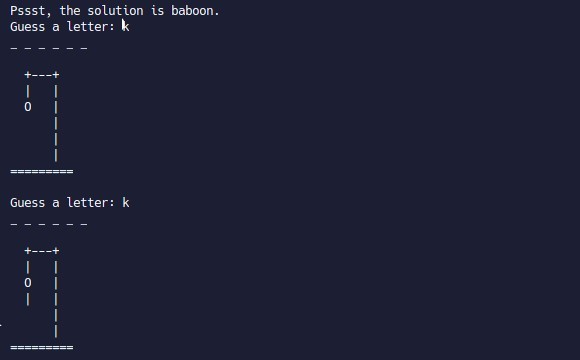 Pssst, the solution is baboon.
Guess a letter: k
_ _ _ _ _ _
  +---+
  |   |
  O   |
      |
      |
      |
=========
Guess a letter: k
_ _ _ _ _ _
  +---+
  |   |
  O   |
  |   |
      |
      |
=========